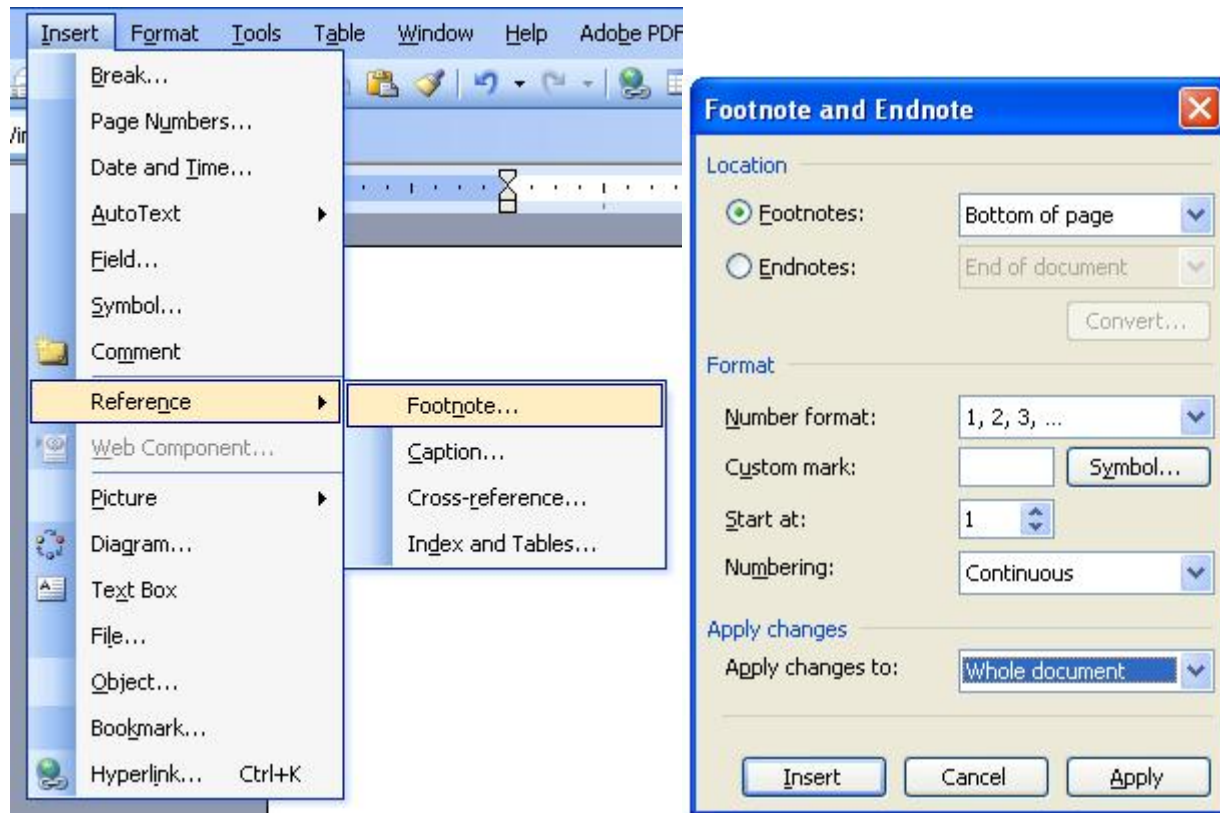 Insert Format Tools Table Window Help Adobe PDF
Break...
Page Numbers...
Date and Time...
AutoText
Field...
Symbol...
Comment
Reference
Web Component...
Picture
Diagram...
Text Box
File...
Object...
Bookmark...
Hyperlink... Ctrl+K
Footnote...
Caption...
Cross-reference...
Index and Tables...
Footnote and Endnote
Location
Footnotes: Bottom of page
Endnotes: End of document
Convert...
Format
Number format: 1, 2, 3, ...
Custom mark: Symbol...
Start at: 1
Numbering: Continuous
Apply changes
Apply changes to: Whole document
Insert Cancel Apply